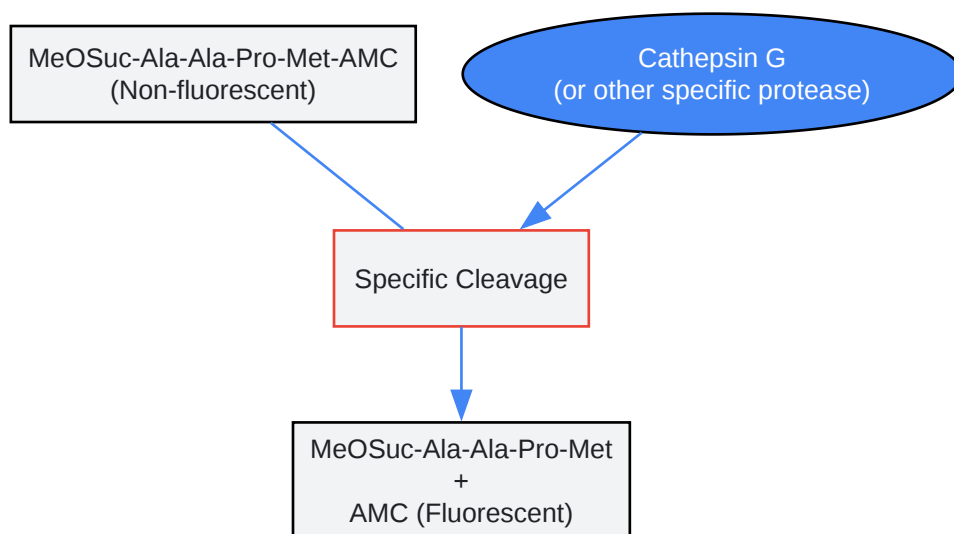 MeOSuc-Ala-Ala-Pro-Met-AMC
(Non-fluorescent)
Cathepsin G
(or other specific protease)
Specific Cleavage
MeOSuc-Ala-Ala-Pro-Met
+
AMC (Fluorescent)